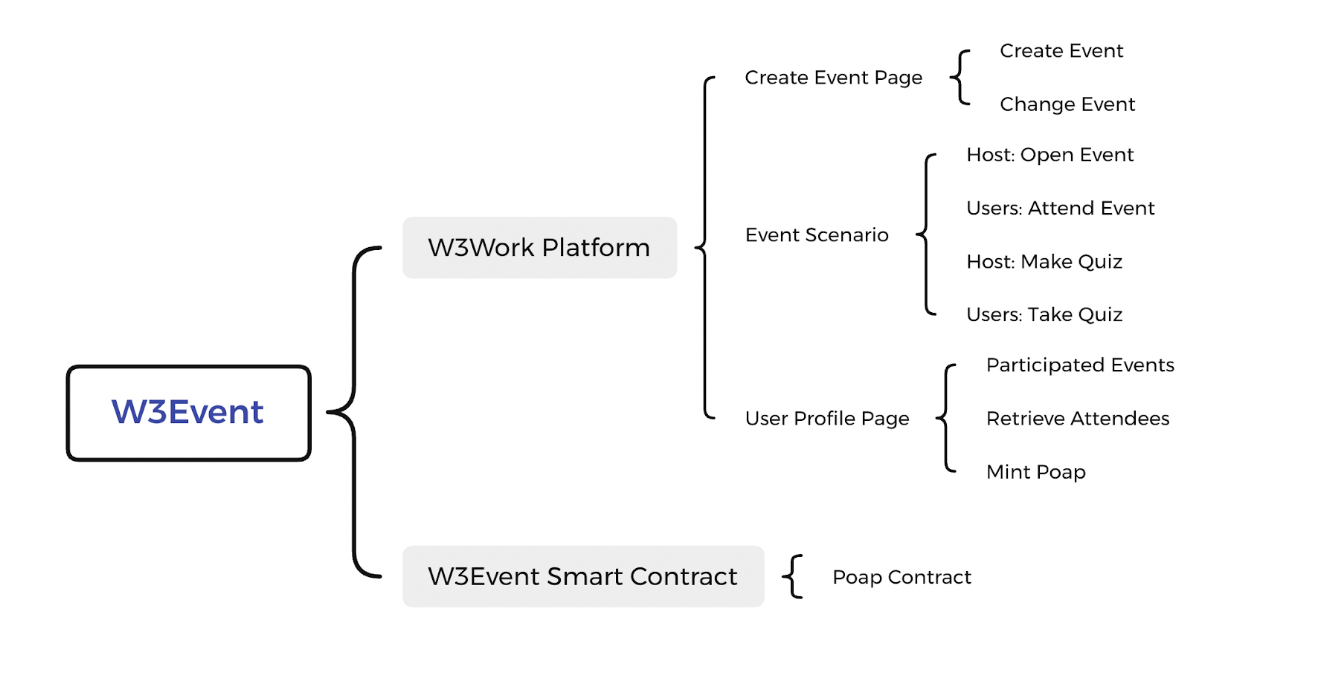 W3Event
W3Work Platform
Create Event Page
Create Event
Change Event
Event Scenario
Host: Open Event
Users: Attend Event
Host: Make Quiz
Users: Take Quiz
User Profile Page
Participated Events
Retrieve Attendees
Mint Poap
W3Event Smart Contract
Poap Contract